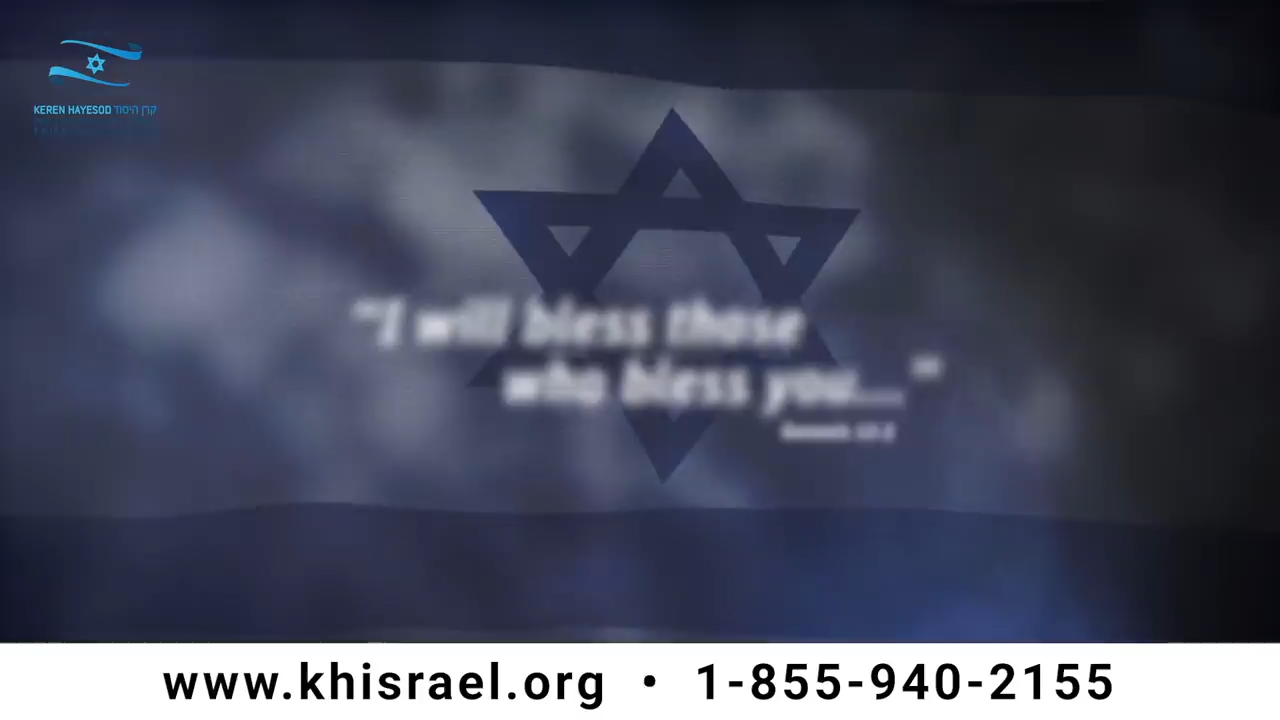 KEREN HAYESOD קרן היסוד
"I will bless those
who bless you..."
www.khisrael.org • 1-855-940-2155